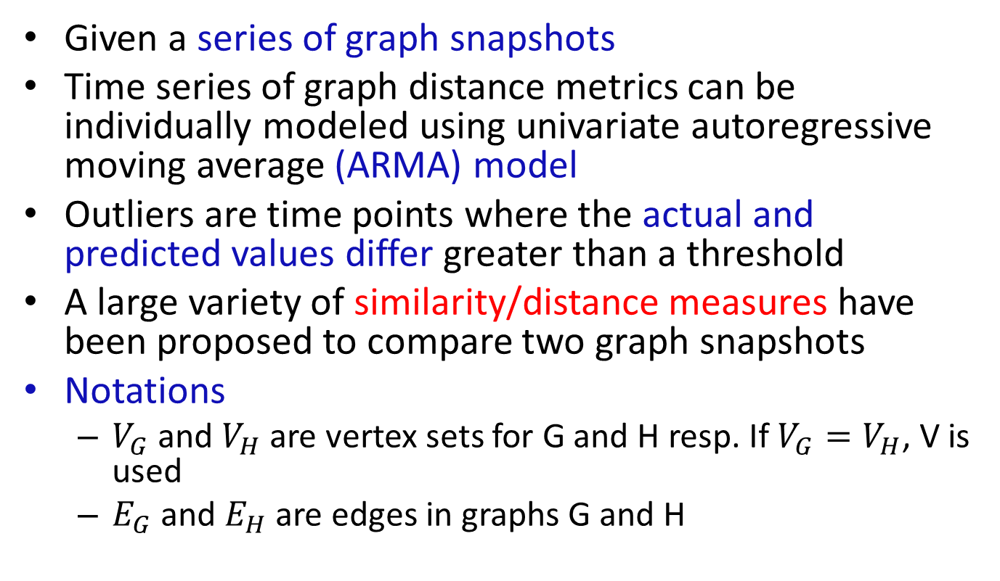 • Given a series of graph snapshots
• Time series of graph distance metrics can be
individually modeled using univariate autoregressive
moving average (ARMA) model
• Outliers are time points where the actual and
predicted values differ greater than a threshold
• A large variety of similarity/distance measures have
been proposed to compare two graph snapshots
• Notations
– $V_G$ and $V_H$ are vertex sets for G and H resp. If $V_G = V_H$, V is
used
– $E_G$ and $E_H$ are edges in graphs G and H